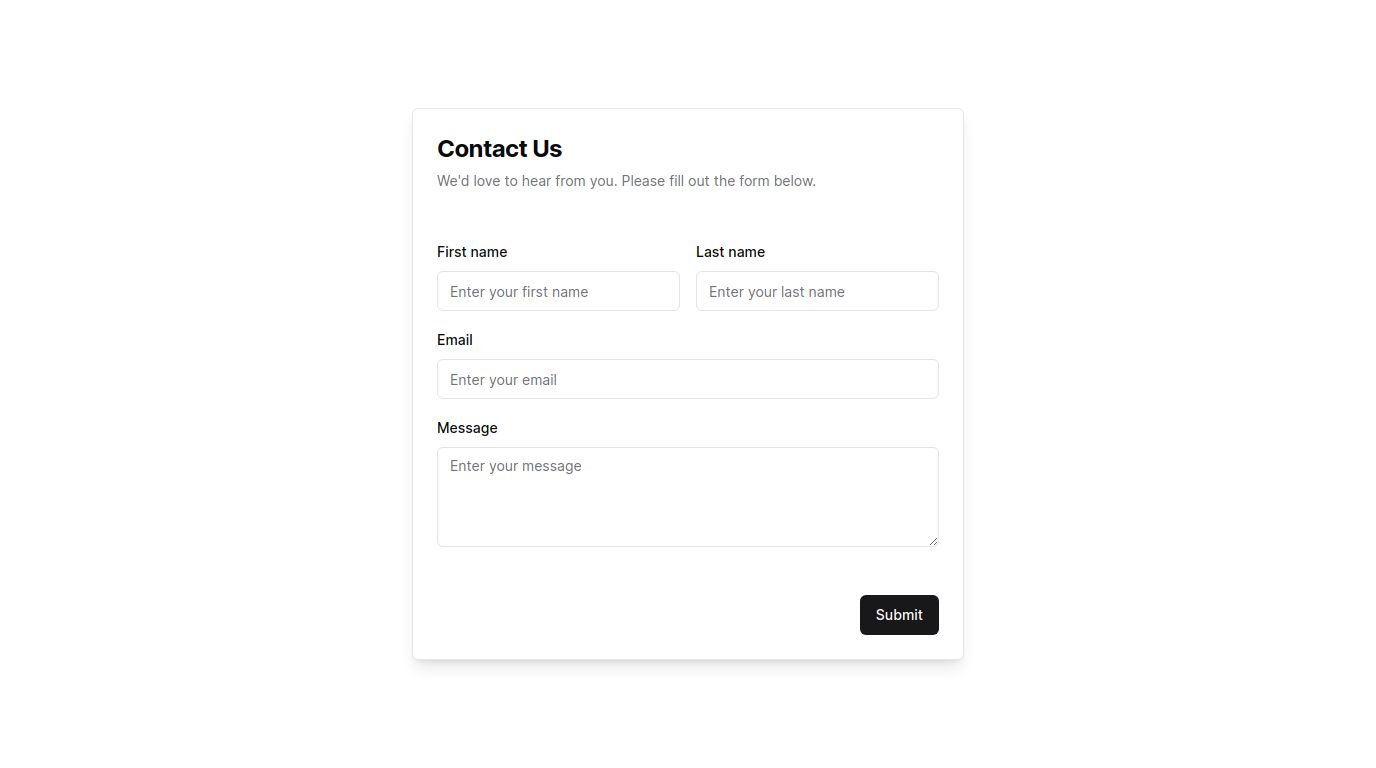 Contact Us
We'd love to hear from you. Please fill out the form below.
First name
Last name
Enter your first name
Enter your last name
Email
Enter your email
Message
Enter your message
Submit